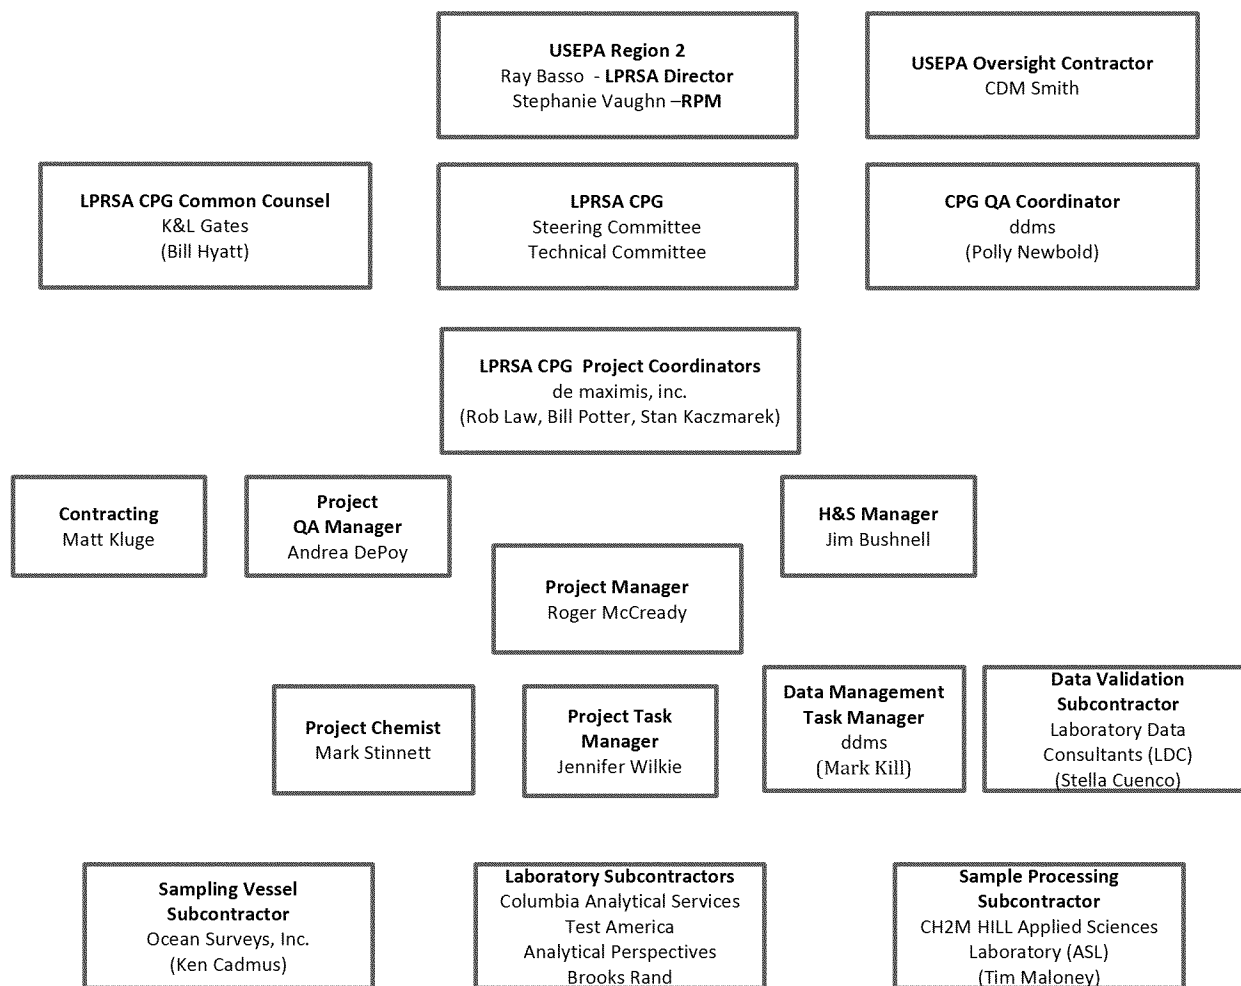 USEPA Region 2
Ray Basso - LPRSA Director
Stephanie Vaughn –RPM
USEPA Oversight Contractor
CDM Smith
LPRSA CPG Common Counsel
K&L Gates
(Bill Hyatt)
LPRSA CPG
Steering Committee
Technical Committee
CPG QA Coordinator
ddms
(Polly Newbold)
LPRSA CPG Project Coordinators
de maximis, inc.
(Rob Law, Bill Potter, Stan Kaczmarek)
Contracting
Matt Kluge
Project
QA Manager
Andrea DePoy
H&S Manager
Jim Bushnell
Project Manager
Roger McCready
Project Chemist
Mark Stinnett
Project Task
Manager
Jennifer Wilkie
Data Management
Task Manager
ddms
(Mark Kill)
Data Validation
Subcontractor
Laboratory Data
Consultants (LDC)
(Stella Cuenco)
Sampling Vessel
Subcontractor
Ocean Surveys, Inc.
(Ken Cadmus)
Laboratory Subcontractors
Columbia Analytical Services
Test America
Analytical Perspectives
Brooks Rand
Sample Processing
Subcontractor
CH2M HILL Applied Sciences
Laboratory (ASL)
(Tim Maloney)